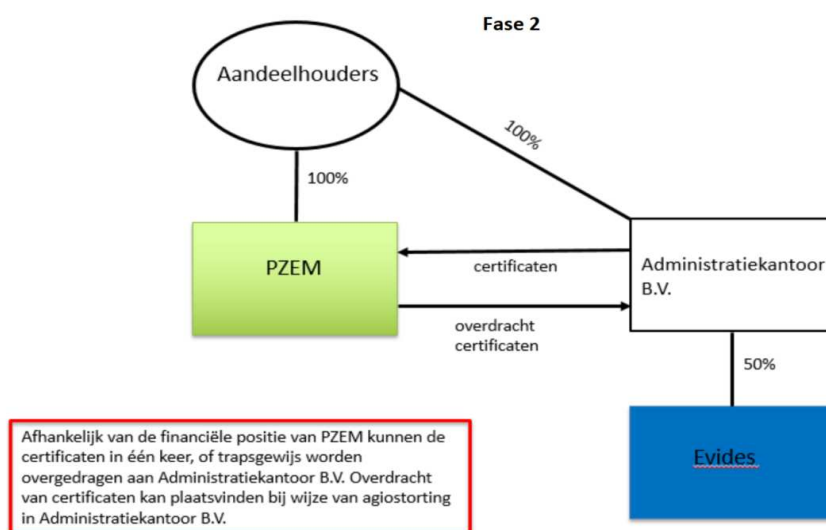 Fase 2
Aandeelhouders
100%
100%
PZEM
certificaten
Administratiekantoor
B.V.
overdracht
certificaten
50%
Evides
Afhankelijk van de financiële positie van PZEM kunnen de
certificaten in één keer, of trapsgewijs worden
overgedragen aan Administratiekantoor B.V. Overdracht
van certificaten kan plaatsvinden bij wijze van agiostorting
in Administratiekantoor B.V.